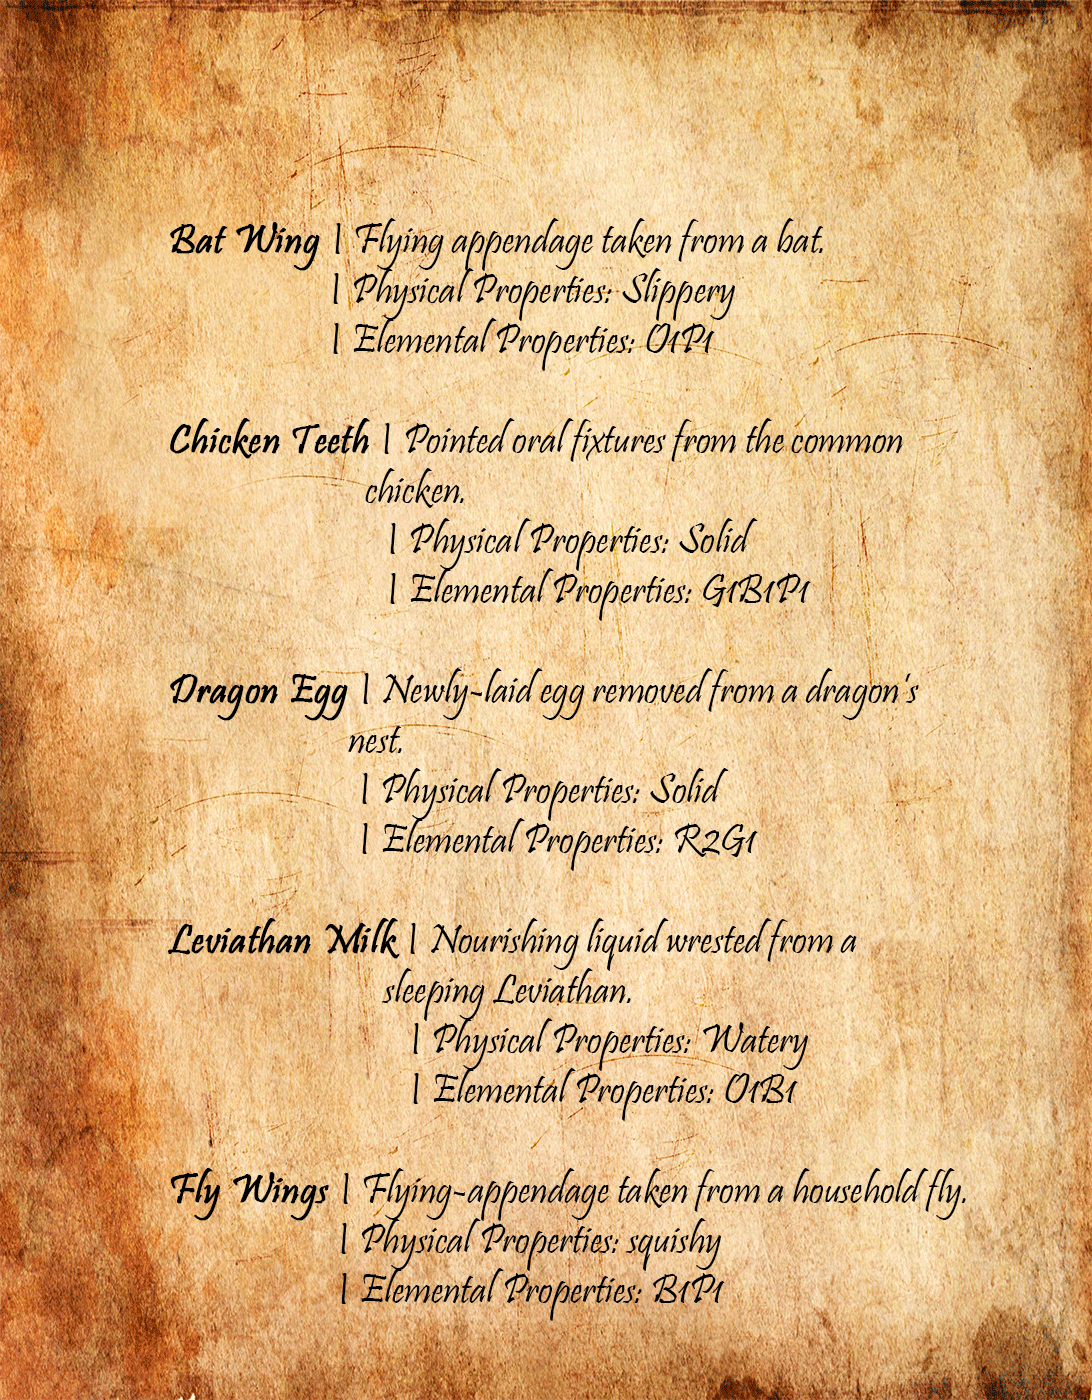 Bat Wing | Flying appendage taken from a bat.
| Physical Properties: Slippery
| Elemental Properties: O1P1
Chicken Teeth | Pointed oral fixtures from the common
chicken.
| Physical Properties: Solid
| Elemental Properties: G1B1P1
Dragon Egg | Newly-laid egg removed from a dragon's
nest.
| Physical Properties: Solid
| Elemental Properties: R2G1
Leviathan Milk | Nourishing liquid wrested from a
sleeping Leviathan.
| Physical Properties: Watery
| Elemental Properties: O1B1
Fly Wings | Flying-appendage taken from a household fly.
| Physical Properties: squishy
| Elemental Properties: B1P1